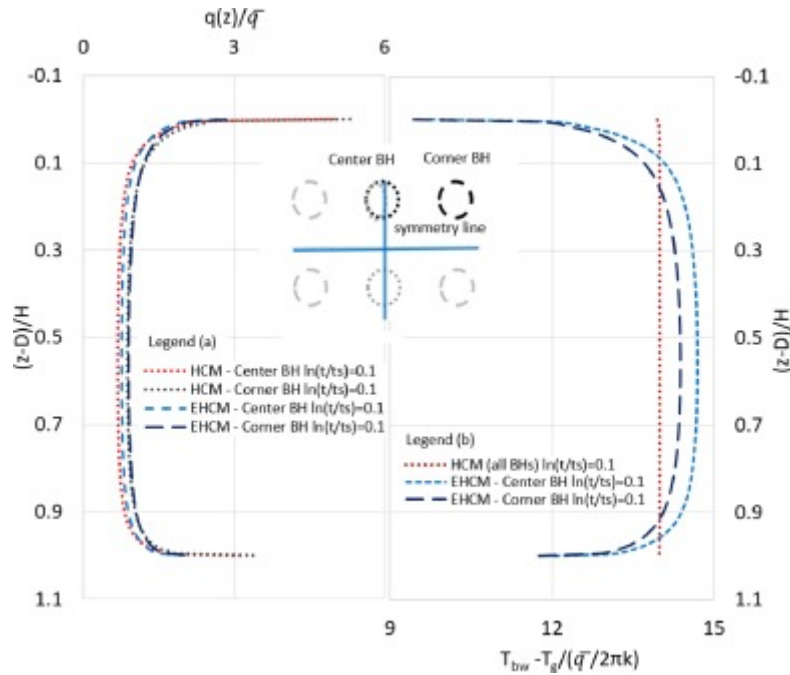 q(z)/q̄
0 3 6
-0.1 -0.1
0.1 0.1
Center BH Corner BH
symmetry line
0.3 0.3
(z-D)/H 0.5 0.5 (z-D)/H
Legend (a)
HCM - Center BH ln(t/ts)=0.1
HCM - Corner BH ln(t/ts)=0.1
EHCM - Center BH ln(t/ts)=0.1
EHCM - Corner BH ln(t/ts)=0.1
0.7 0.7
Legend (b)
HCM (all BHs) ln(t/ts)=0.1
EHCM - Center BH ln(t/ts)=0.1
EHCM - Corner BH ln(t/ts)=0.1
0.9 0.9
1.1 1.1
9 12 15
T_bw -T_g/(q̄/2πk)